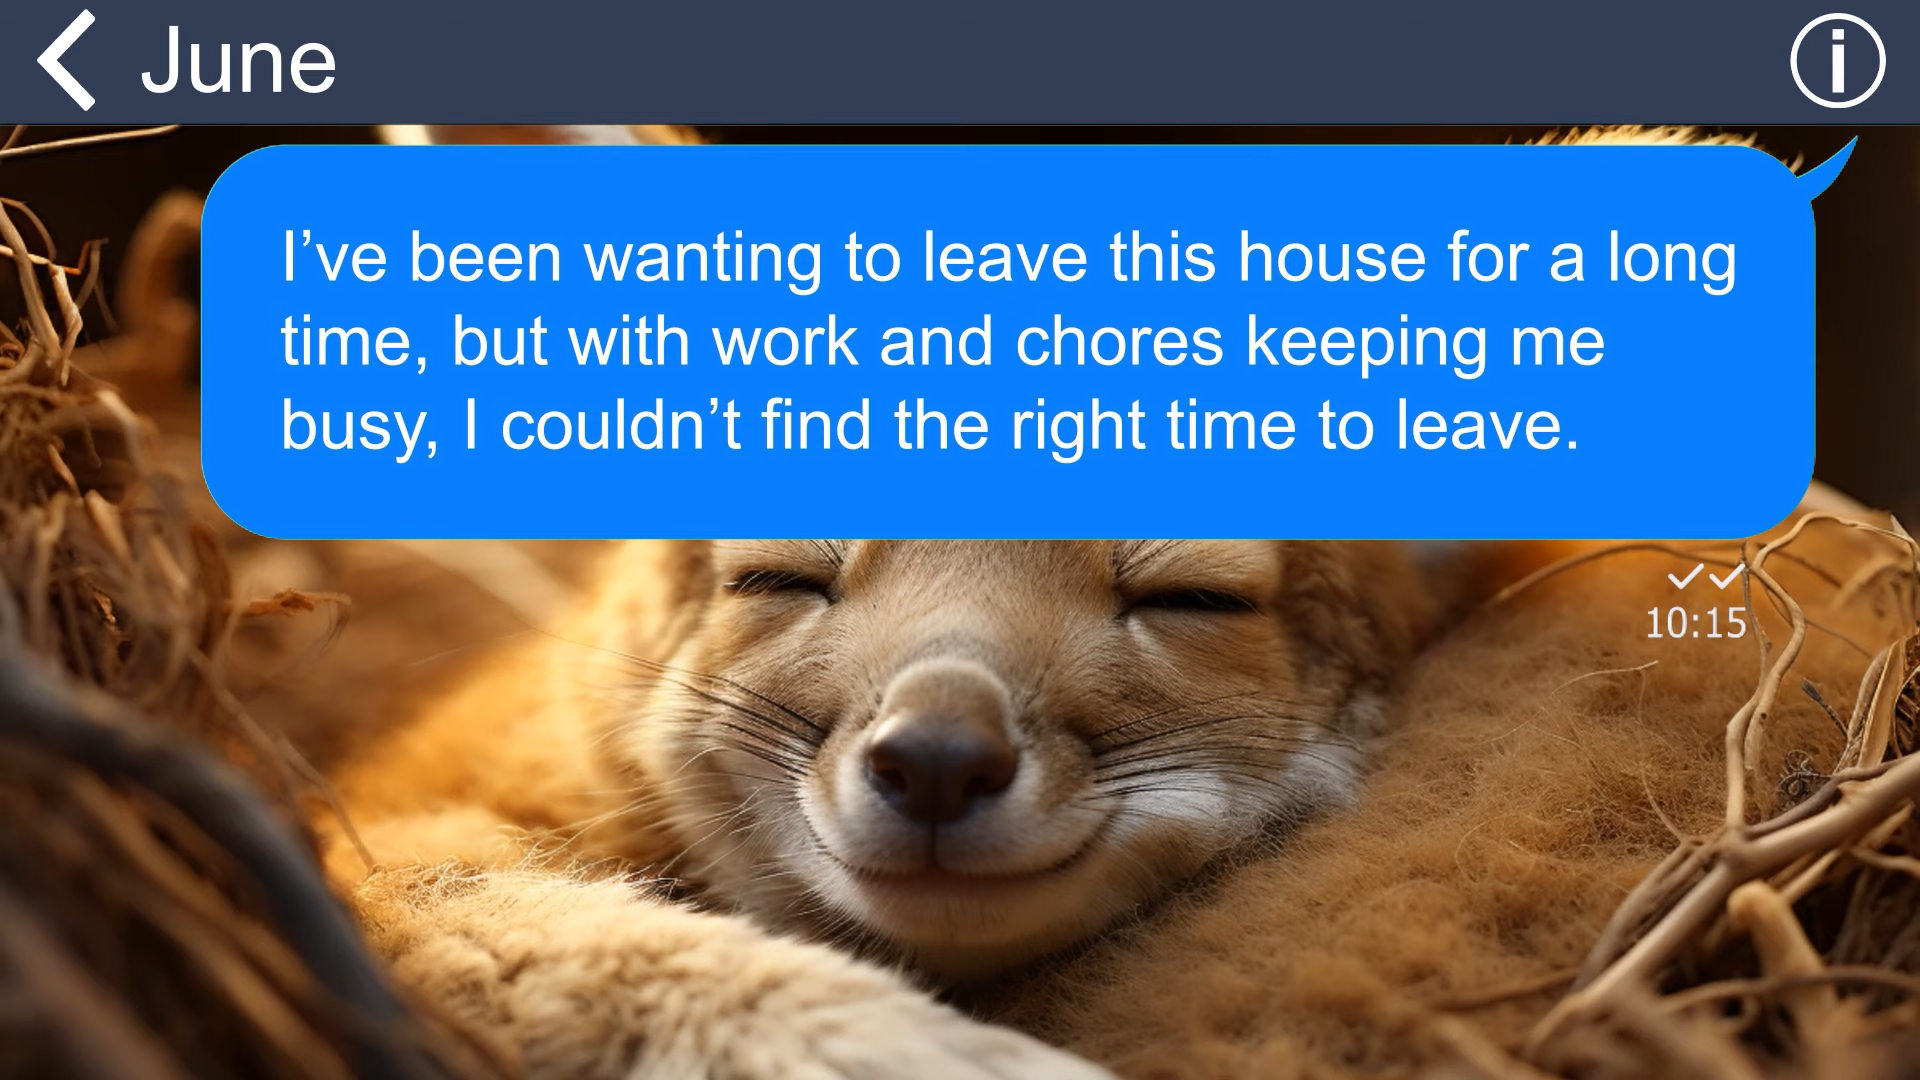 June
I’ve been wanting to leave this house for a long
time, but with work and chores keeping me
busy, I couldn’t find the right time to leave.
10:15